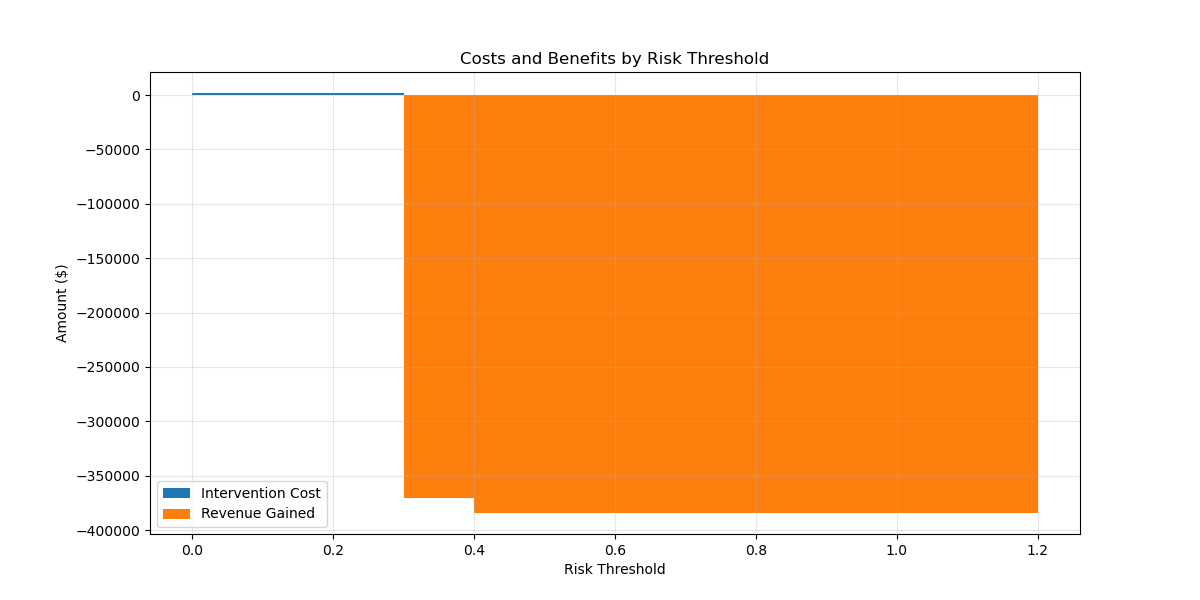 Costs and Benefits by Risk Threshold
Amount ($)
0
−50000
−100000
−150000
−200000
−250000
−300000
−350000
−400000
Intervention Cost
Revenue Gained
0.0 0.2 0.4 0.6 0.8 1.0 1.2
Risk Threshold